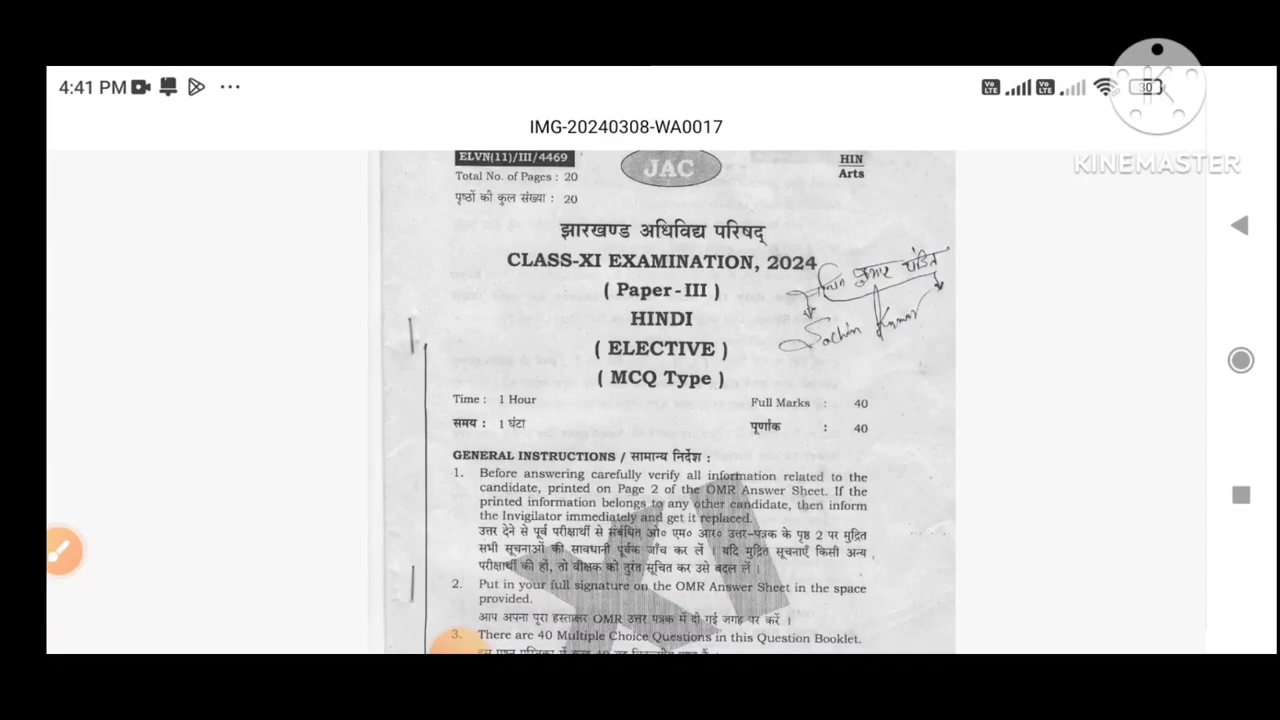 4:41 PM
30
IMG-20240308-WA0017
KINEMASTER
ELVN(11)/III/4469
JAC
HIN
Arts
Total No. of Pages : 20
पृष्ठों की कुल संख्या : 20
झारखण्ड अधिविद्य परिषद्
CLASS-XI EXAMINATION, 2024
( Paper-III )
कुमार पंडित
HINDI
Sachin Kumar
( ELECTIVE )
( MCQ Type )
Time : 1 Hour Full Marks : 40
समय : 1 घंटा पूर्णांक : 40
GENERAL INSTRUCTIONS / सामान्य निर्देश :
1. Before answering carefully verify all information related to the
candidate, printed on Page 2 of the OMR Answer Sheet. If the
printed information belongs to any other candidate, then inform
the Invigilator immediately and get it replaced.
उत्तर देने से पूर्व परीक्षार्थी से संबंधित ओ० एम० आर० उत्तर-पत्रक के पृष्ठ 2 पर मुद्रित
सभी सूचनाओं की सावधानी पूर्वक जाँच कर लें । यदि मुद्रित सूचनाएँ किसी अन्य
परीक्षार्थी की हों, तो वीक्षक को तुरंत सूचित कर उसे बदल लें ।
2. Put in your full signature on the OMR Answer Sheet in the space
provided.
आप अपना पूरा हस्ताक्षर OMR उत्तर पत्रक में दी गई जगह पर करें ।
3. There are 40 Multiple Choice Questions in this Question Booklet.